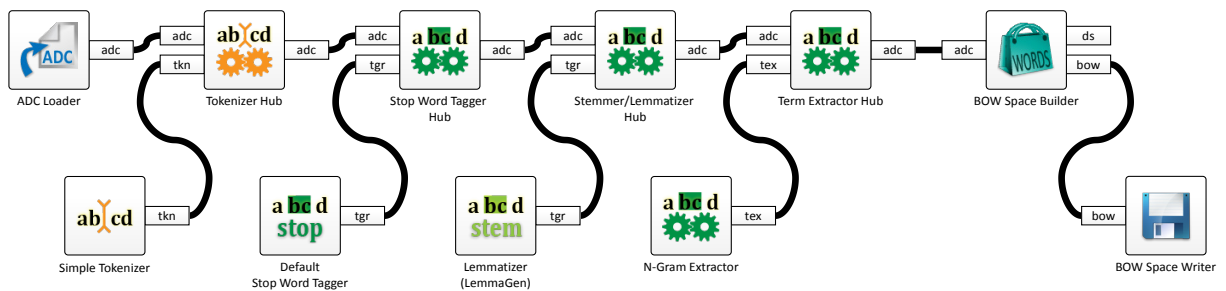 ADC
adc
ADC Loader
adc
tkn
ab cd
adc
Tokenizer Hub
adc
tgr
a bc d
adc
Stop Word Tagger
Hub
adc
tgr
a bc d
adc
Stemmer/Lemmatizer
Hub
adc
tex
a bc d
adc
Term Extractor Hub
adc
WORDS
ds
bow
BOW Space Builder
ab cd
tkn
Simple Tokenizer
a bc d
stop
tgr
Default
Stop Word Tagger
a bc d
stem
tgr
Lemmatizer
(LemmaGen)
a bc d
tex
N-Gram Extractor
bow
BOW Space Writer